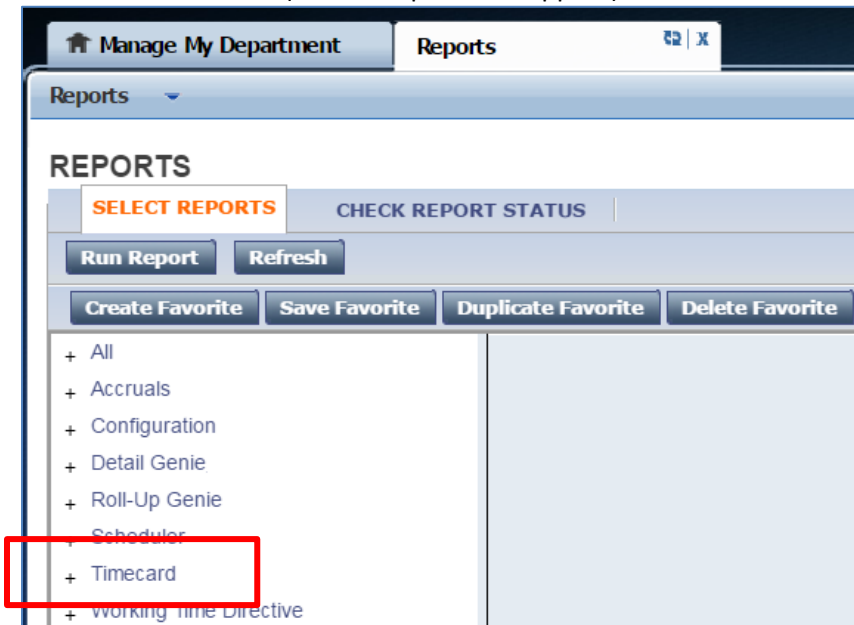 Manage My Department Reports X
Reports
REPORTS
SELECT REPORTS CHECK REPORT STATUS
Run Report Refresh
Create Favorite Save Favorite Duplicate Favorite Delete Favorite
+ All
+ Accruals
+ Configuration
+ Detail Genie
+ Roll-Up Genie
+ Scheduler
+ Timecard
+ Working Time Directive